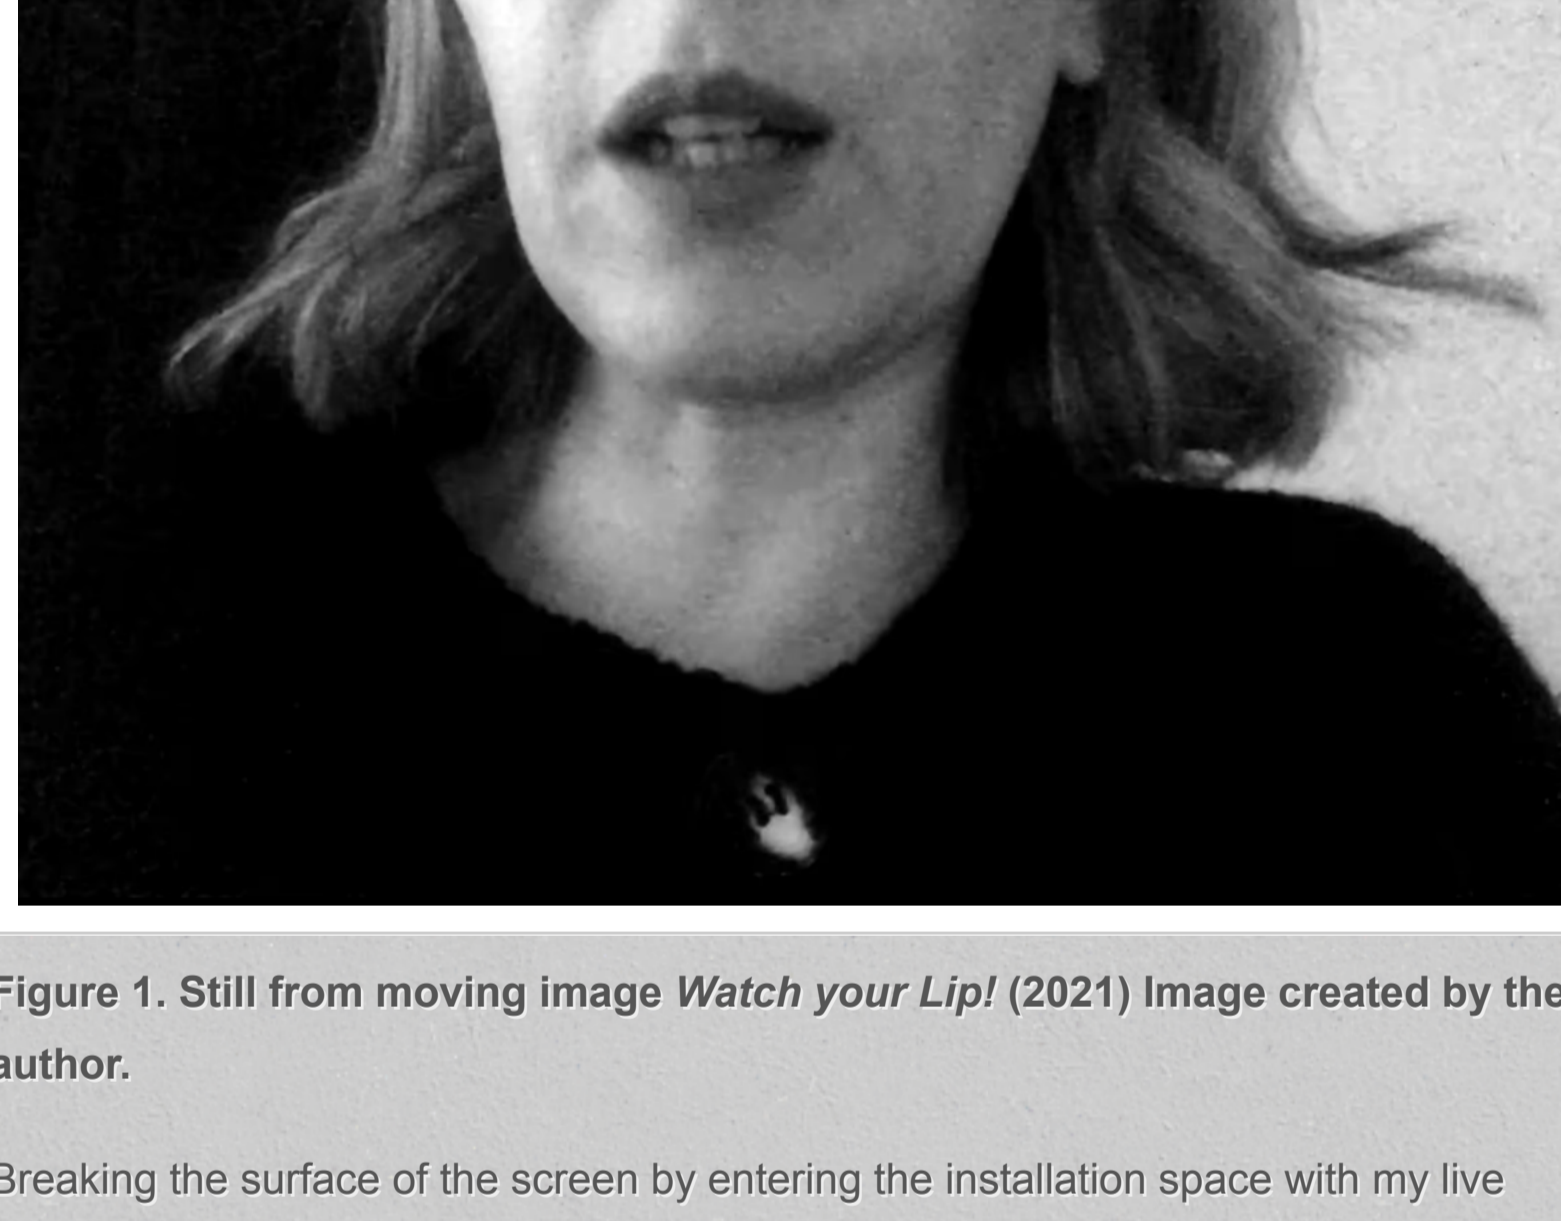 Figure 1. Still from moving image Watch your Lip! (2021) Image created by the
author.
Breaking the surface of the screen by entering the installation space with my live